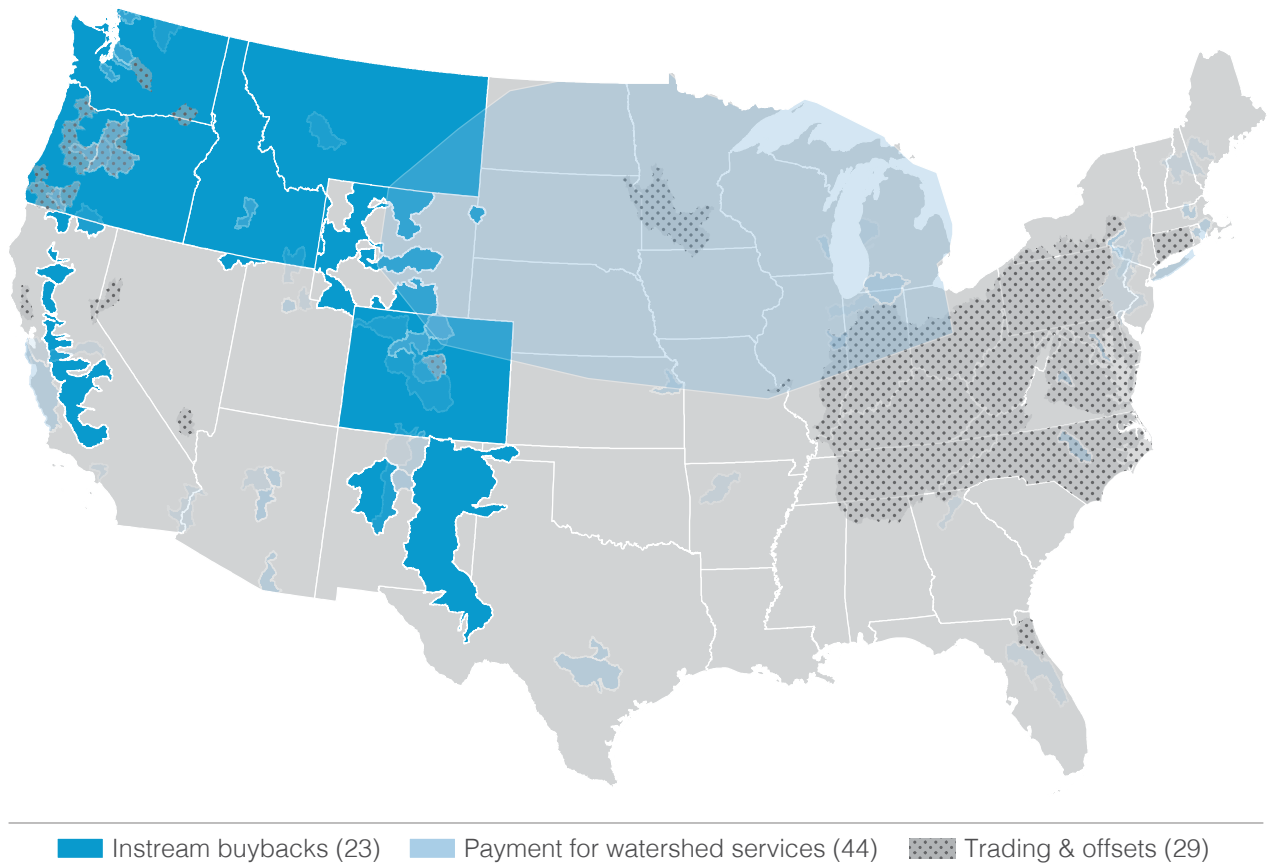 Instream buybacks (23) Payment for watershed services (44) Trading & offsets (29)